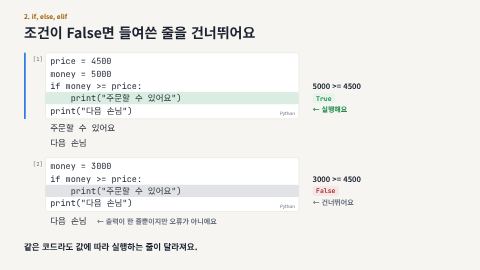 2. if, else, elif
조건이 False면 들여쓴 줄을 건너뛰어요
[1]
price = 4500
money = 5000
if money >= price:
    print("주문할 수 있어요")
print("다음 손님")
Python
5000 >= 4500
True
← 실행해요
주문할 수 있어요
다음 손님
[2]
money = 3000
if money >= price:
    print("주문할 수 있어요")
print("다음 손님")
Python
3000 >= 4500
False
← 건너뛰어요
다음 손님 ← 출력이 한 줄뿐이지만 오류가 아니에요
같은 코드라도 값에 따라 실행하는 줄이 달라져요.